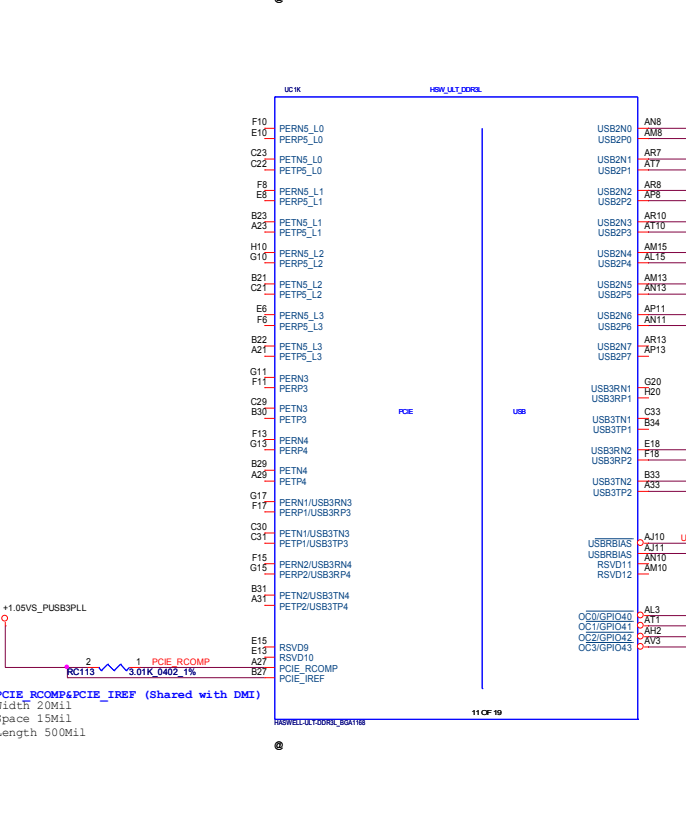 @
UC1K
HSW_ULT_DDR3L
F10 PERN5_L0
E10 PERP5_L0
C23 PETN5_L0
C22 PETP5_L0
F8 PERN5_L1
E8 PERP5_L1
B23 PETN5_L1
A23 PETP5_L1
H10 PERN5_L2
G10 PERP5_L2
B21 PETN5_L2
C21 PETP5_L2
E6 PERN5_L3
F6 PERP5_L3
B22 PETN5_L3
A21 PETP5_L3
G11 PERN3
F11 PERP3
C29 PETN3
B30 PETP3
F13 PERN4
G13 PERP4
B29 PETN4
A29 PETP4
G17 PERN1/USB3RN3
F17 PERP1/USB3RP3
C30 PETN1/USB3TN3
C31 PETP1/USB3TP3
F15 PERN2/USB3RN4
G15 PERP2/USB3RP4
B31 PETN2/USB3TN4
A31 PETP2/USB3TP4
E15 RSVD9
E13 RSVD10
A27 PCIE_RCOMP
B27 PCIE_IREF
PCIE
USB
USB2N0 AN8
USB2P0 AM8
USB2N1 AR7
USB2P1 AT7
USB2N2 AR8
USB2P2 AP8
USB2N3 AR10
USB2P3 AT10
USB2N4 AM15
USB2P4 AL15
USB2N5 AM13
USB2P5 AN13
USB2N6 AP11
USB2P6 AN11
USB2N7 AR13
USB2P7 AP13
USB3RN1 G20
USB3RP1 H20
USB3TN1 C33
USB3TP1 B34
USB3RN2 E18
USB3RP2 F18
USB3TN2 B33
USB3TP2 A33
USBRBIAS AJ10
USBRBIAS AJ11
RSVD11 AN10
RSVD12 AM10
U
OC0/GPIO40 AL3
OC1/GPIO41 AT1
OC2/GPIO42 AH2
OC3/GPIO43 AV3
+1.05VS_PUSB3PLL
2 1 PCIE_RCOMP
RC113 3.01K_0402_1%
PCIE_RCOMP&PCIE_IREF (Shared with DMI)
Width 20Mil
Space 15Mil
Length 500Mil
11 OF 19
HASWELL-ULT-DDR3L_BGA1168
@